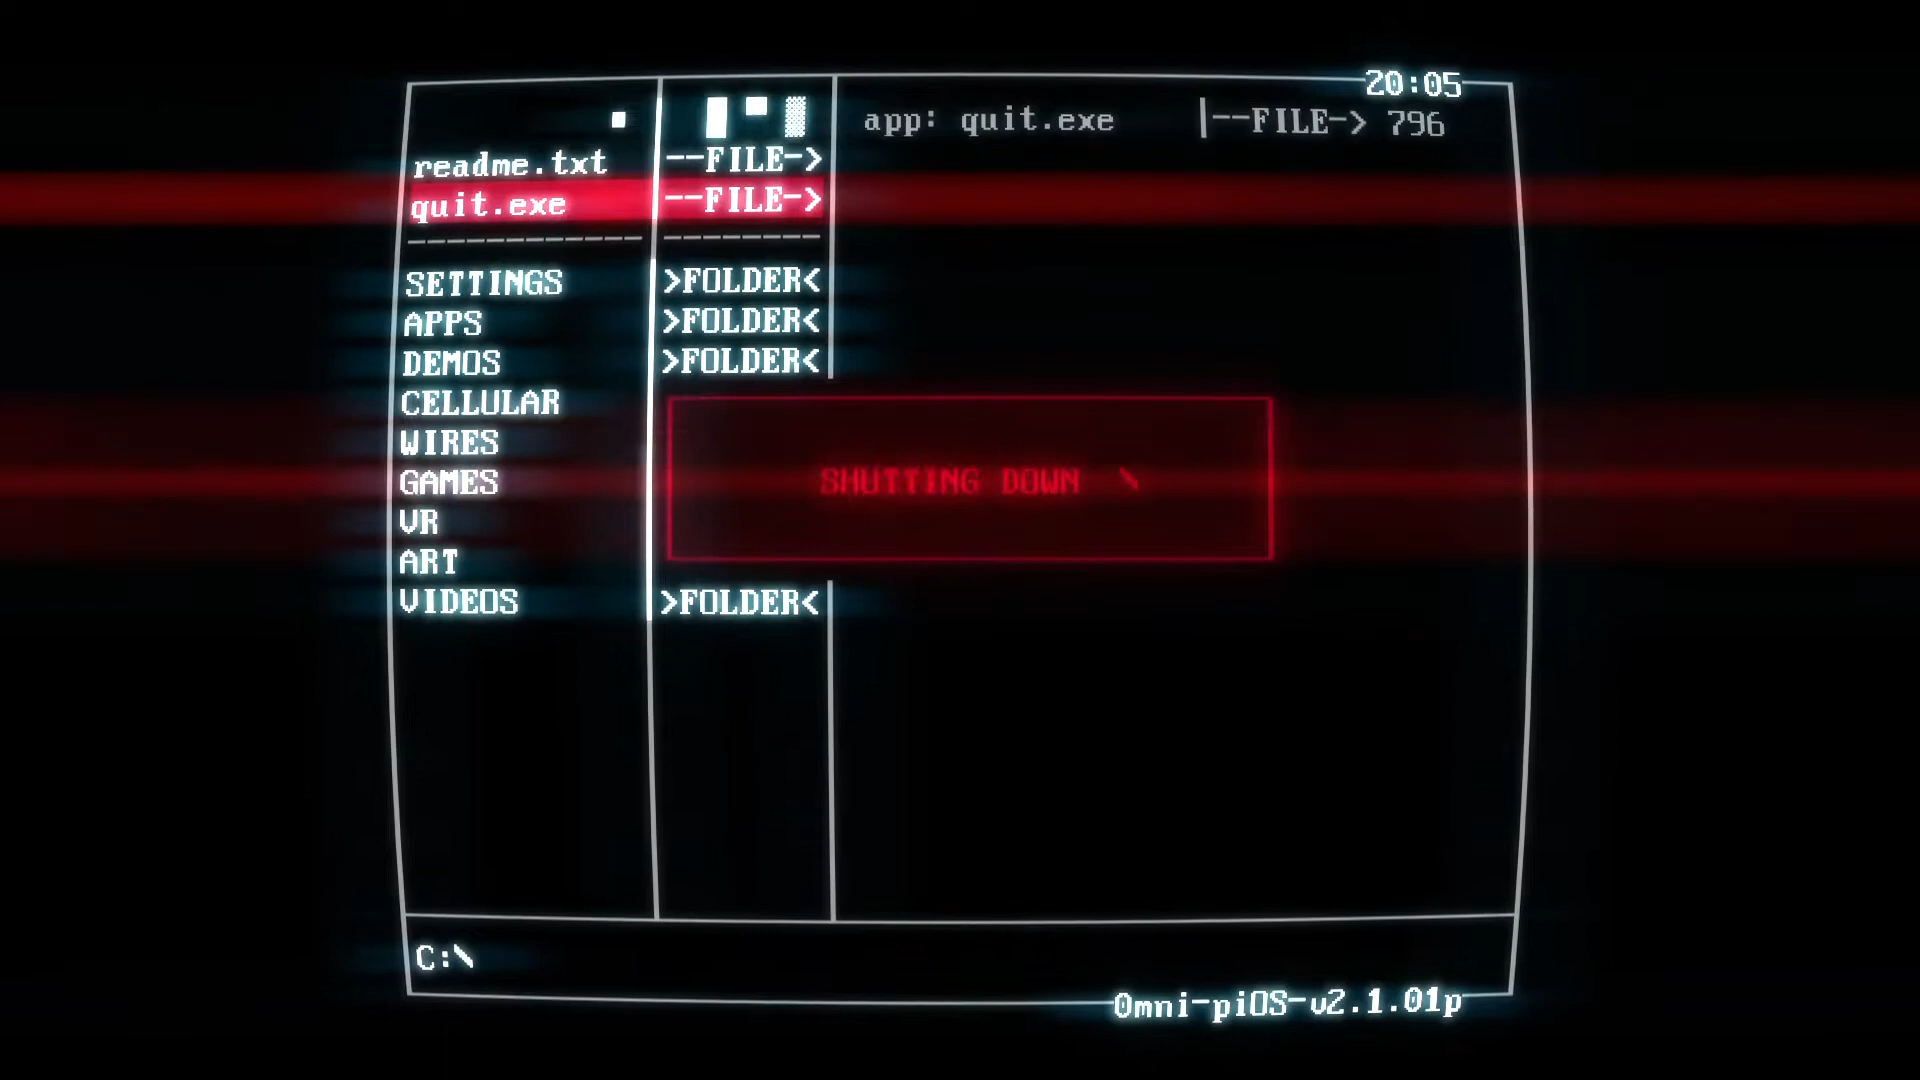 20:05
app: quit.exe |--FILE-> 796
readme.txt --FILE->
quit.exe --FILE->
--------------- ----------
SETTINGS >FOLDER<
APPS >FOLDER<
DEMOS >FOLDER<
CELLULAR
WIRES
GAMES
VR
ART
VIDEOS >FOLDER<
SHUTTING DOWN \
C:\
0mni-piOS-v2.1.01p